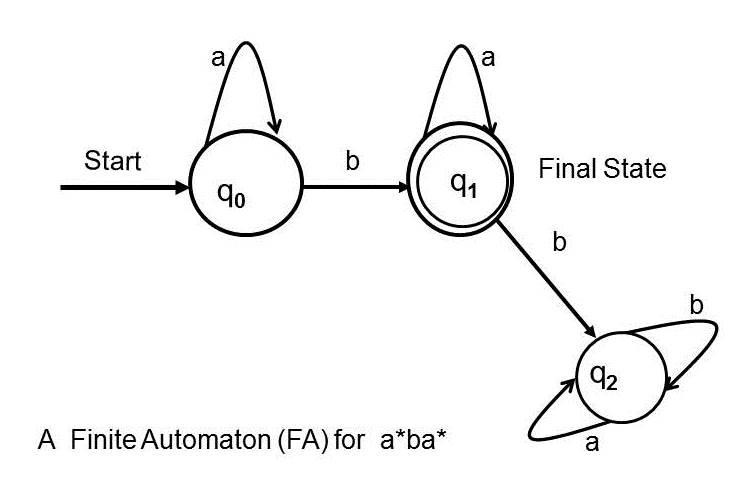 a
a
Start
b
Final State
q0
q1
b
b
q2
a
A Finite Automaton (FA) for a*ba*